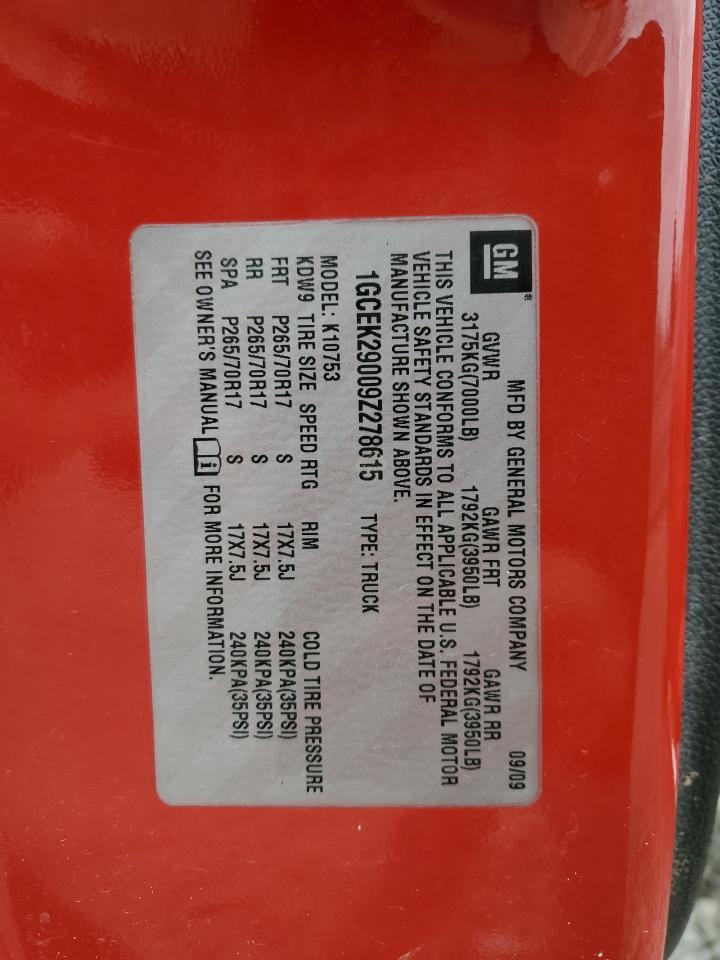 GM®
MFD BY GENERAL MOTORS COMPANY 09/09
GVWR GAWR FRT GAWR RR
3175KG(7000LB) 1792KG(3950LB) 1792KG(3950LB)
THIS VEHICLE CONFORMS TO ALL APPLICABLE U.S. FEDERAL MOTOR
VEHICLE SAFETY STANDARDS IN EFFECT ON THE DATE OF
MANUFACTURE SHOWN ABOVE.
1GCEK29009Z278615 TYPE: TRUCK
MODEL: K10753
KDW9 TIRE SIZE SPEED RTG RIM COLD TIRE PRESSURE
FRT P265/70R17 S 17X7.5J 240KPA(35PSI)
RR P265/70R17 S 17X7.5J 240KPA(35PSI)
SPA P265/70R17 S 17X7.5J 240KPA(35PSI)
SEE OWNER'S MANUAL i FOR MORE INFORMATION.